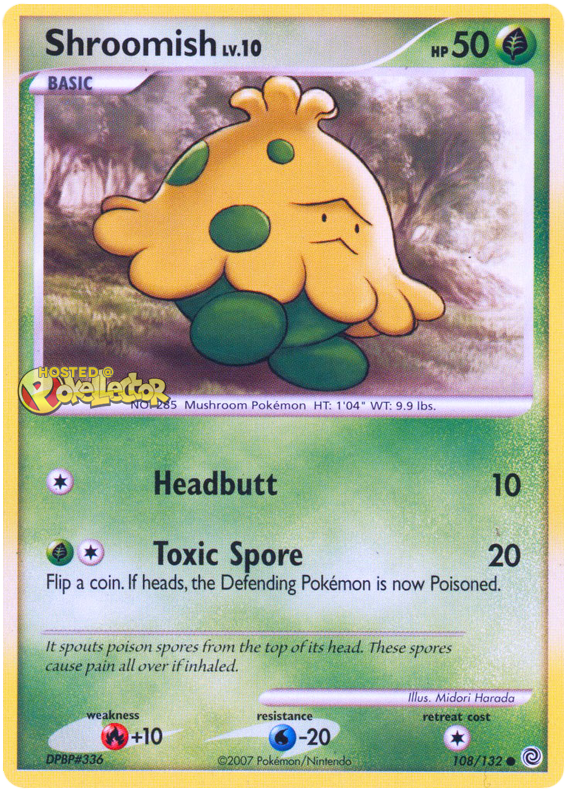 Shroomish LV.10
HP 50
BASIC
HOSTED @
Pokellector
NO. 285 Mushroom Pokémon HT: 1'04" WT: 9.9 lbs.
Headbutt 10
Toxic Spore 20
Flip a coin. If heads, the Defending Pokémon is now Poisoned.
It spouts poison spores from the top of its head. These spores
cause pain all over if inhaled.
Illus. Midori Harada
weakness resistance retreat cost
+10 -20
DPBP#336 ©2007 Pokémon/Nintendo 108/132